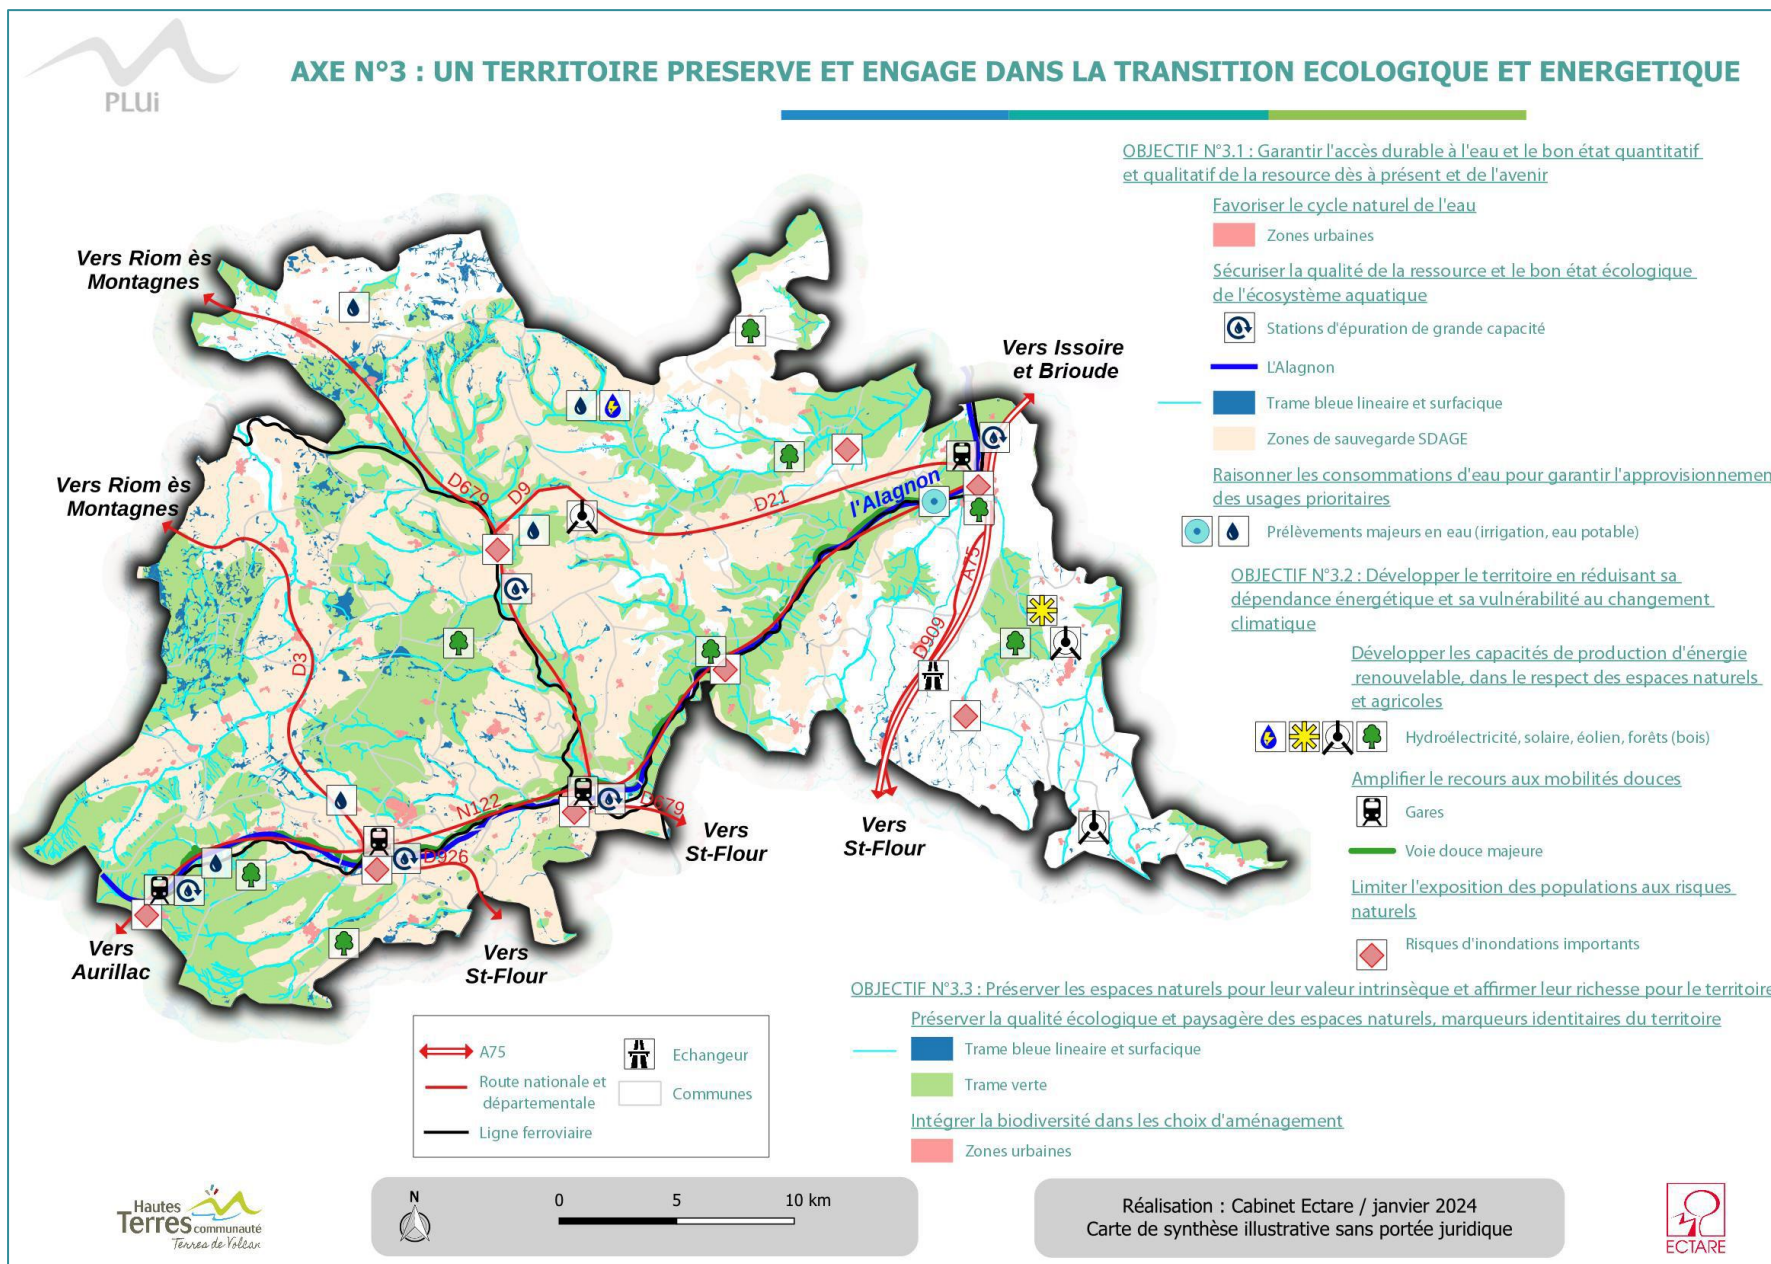 PLUi
AXE N°3 : UN TERRITOIRE PRESERVE ET ENGAGE DANS LA TRANSITION ECOLOGIQUE ET ENERGETIQUE
OBJECTIF N°3.1 : Garantir l'accès durable à l'eau et le bon état quantitatif
et qualitatif de la resource dès à présent et de l'avenir
Favoriser le cycle naturel de l'eau
Zones urbaines
Sécuriser la qualité de la ressource et le bon état écologique
de l'écosystème aquatique
Stations d'épuration de grande capacité
L'Alagnon
Trame bleue lineaire et surfacique
Zones de sauvegarde SDAGE
Raisonner les consommations d'eau pour garantir l'approvisionnemen
des usages prioritaires
Prélèvements majeurs en eau (irrigation, eau potable)
OBJECTIF N°3.2 : Développer le territoire en réduisant sa
dépendance énergétique et sa vulnérabilité au changement
climatique
Développer les capacités de production d'énergie
renouvelable, dans le respect des espaces naturels
et agricoles
Hydroélectricité, solaire, éolien, forêts (bois)
Amplifier le recours aux mobilités douces
Gares
Voie douce majeure
Limiter l'exposition des populations aux risques
naturels
Risques d'inondations importants
OBJECTIF N°3.3 : Préserver les espaces naturels pour leur valeur intrinsèque et affirmer leur richesse pour le territoire
Préserver la qualité écologique et paysagère des espaces naturels, marqueurs identitaires du territoire
Trame bleue lineaire et surfacique
Trame verte
Intégrer la biodiversité dans les choix d'aménagement
Zones urbaines
Vers Riom ès
Montagnes
Vers Issoire
et Brioude
Vers Riom ès
Montagnes
D679
D9
D21
l'Alagnon
A75
D909
D3
N122
D679
D926
Vers
St-Flour
Vers
St-Flour
Vers
Aurillac
Vers
St-Flour
A75
Echangeur
Route nationale et
départementale
Communes
Ligne ferroviaire
Hautes
Terres communauté
Terres de Volcan
N
0 5 10 km
Réalisation : Cabinet Ectare / janvier 2024
Carte de synthèse illustrative sans portée juridique
ECTARE